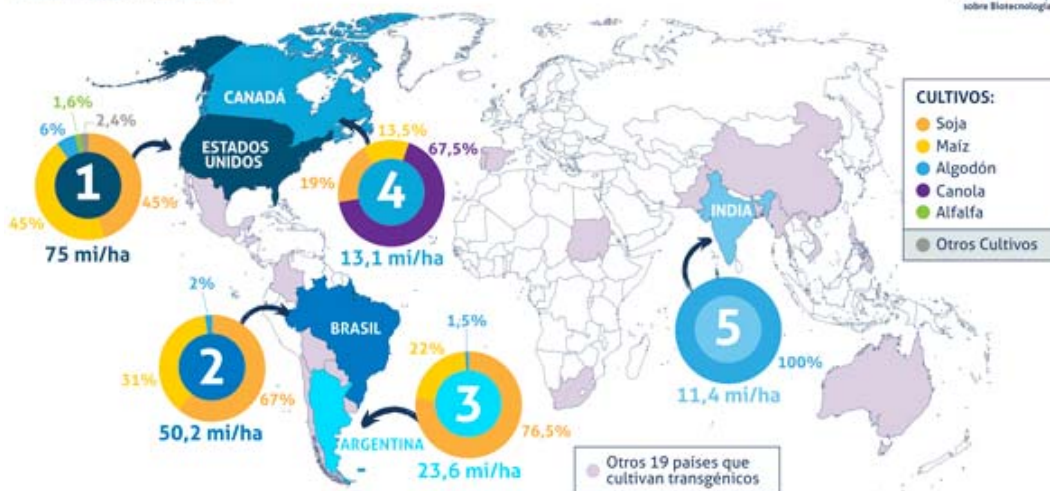 sobre Biotecnología
CANADÁ
ESTADOS
UNIDOS
1,6%
2,4%
6%
1
45%
45%
75 mi/ha
13,5%
67,5%
19%
4
13,1 mi/ha
CULTIVOS:
Soja
Maíz
Algodón
Canola
Alfalfa
Otros Cultivos
INDIA
5
100%
11,4 mi/ha
BRASIL
2%
2
31%
67%
50,2 mi/ha
ARGENTINA
1,5%
22%
3
76,5%
23,6 mi/ha
Otros 19 países que
cultivan transgénicos